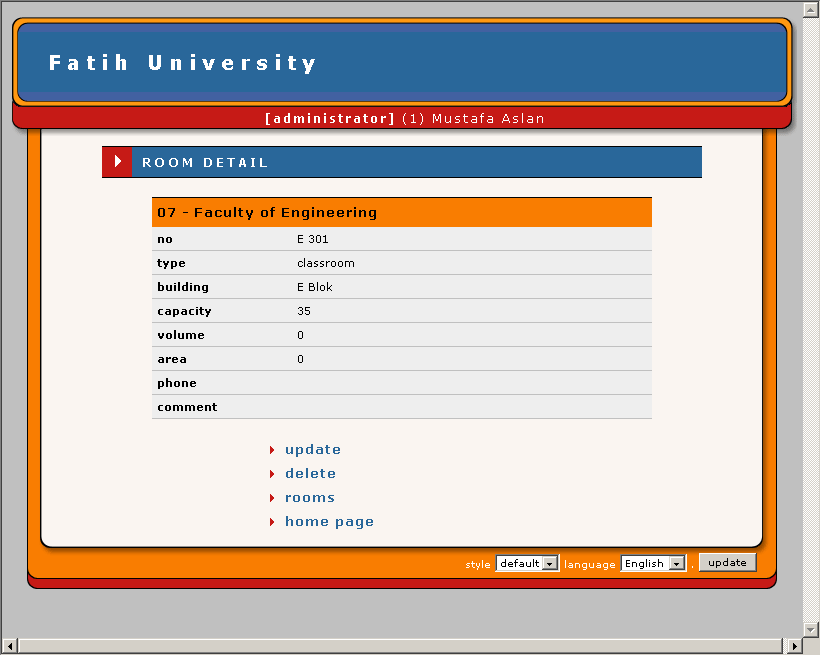 Fatih University
[administrator] (1) Mustafa Aslan
ROOM DETAIL
07 - Faculty of Engineering
no E 301
type classroom
building E Blok
capacity 35
volume 0
area 0
phone
comment
update
delete
rooms
home page
style default language English . update